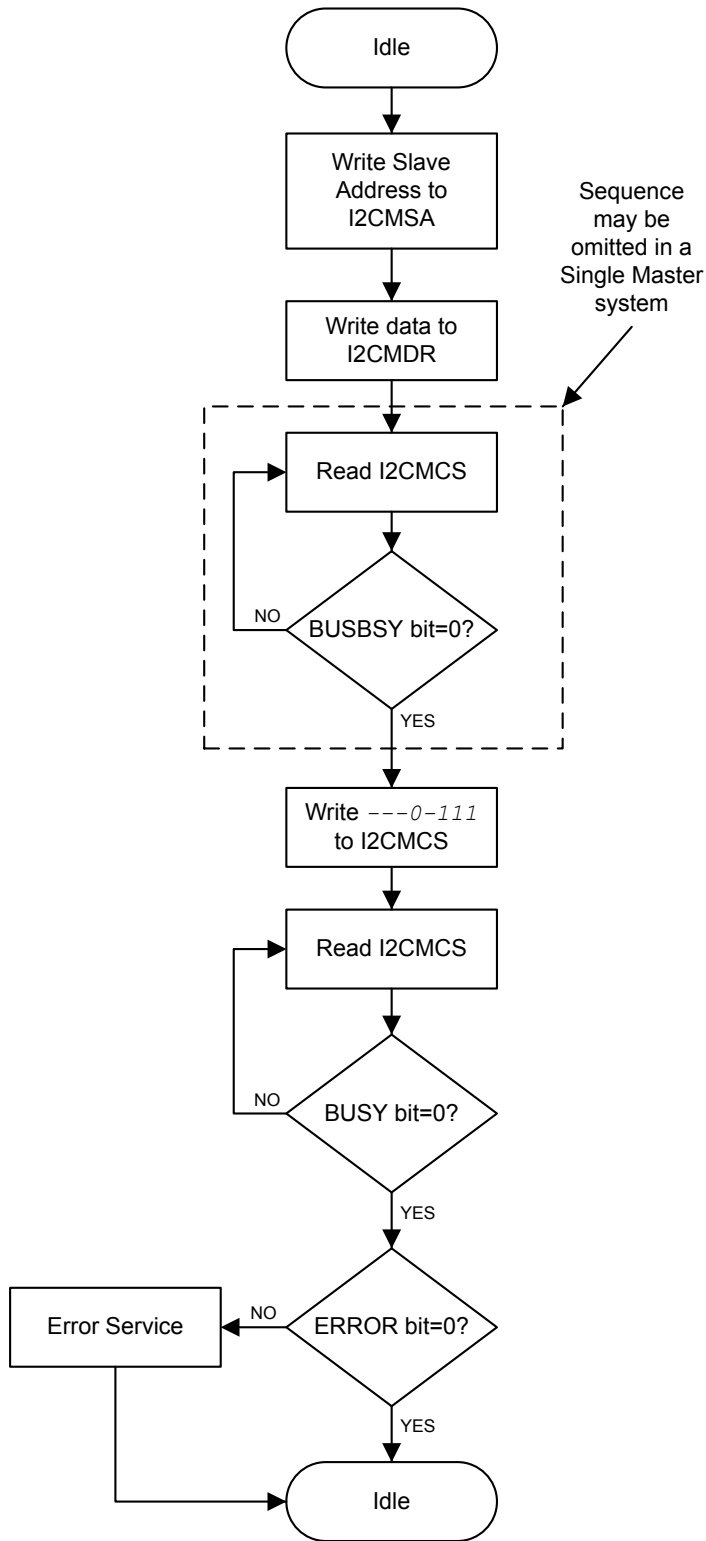 Idle
Write Slave
Address to
I2CMSA
Sequence
may be
omitted in a
Single Master
system
Write data to
I2CMDR
Read I2CMCS
NO
BUSBSY bit=0?
YES
Write ---0-111
to I2CMCS
Read I2CMCS
NO
BUSY bit=0?
YES
Error Service
NO
ERROR bit=0?
YES
Idle